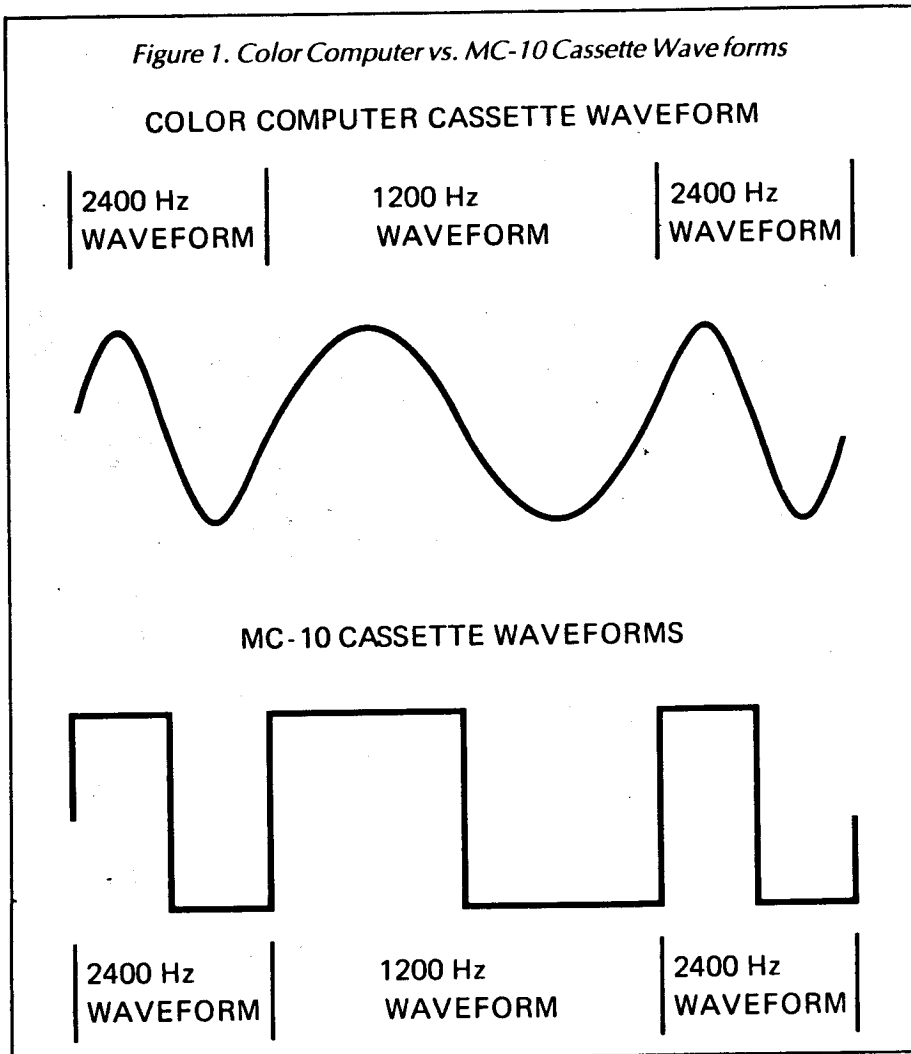 Figure 1. Color Computer vs. MC-10 Cassette Wave forms
COLOR COMPUTER CASSETTE WAVEFORM
2400 Hz
WAVEFORM
1200 Hz
WAVEFORM
2400 Hz
WAVEFORM
MC-10 CASSETTE WAVEFORMS
2400 Hz
WAVEFORM
1200 Hz
WAVEFORM
2400 Hz
WAVEFORM